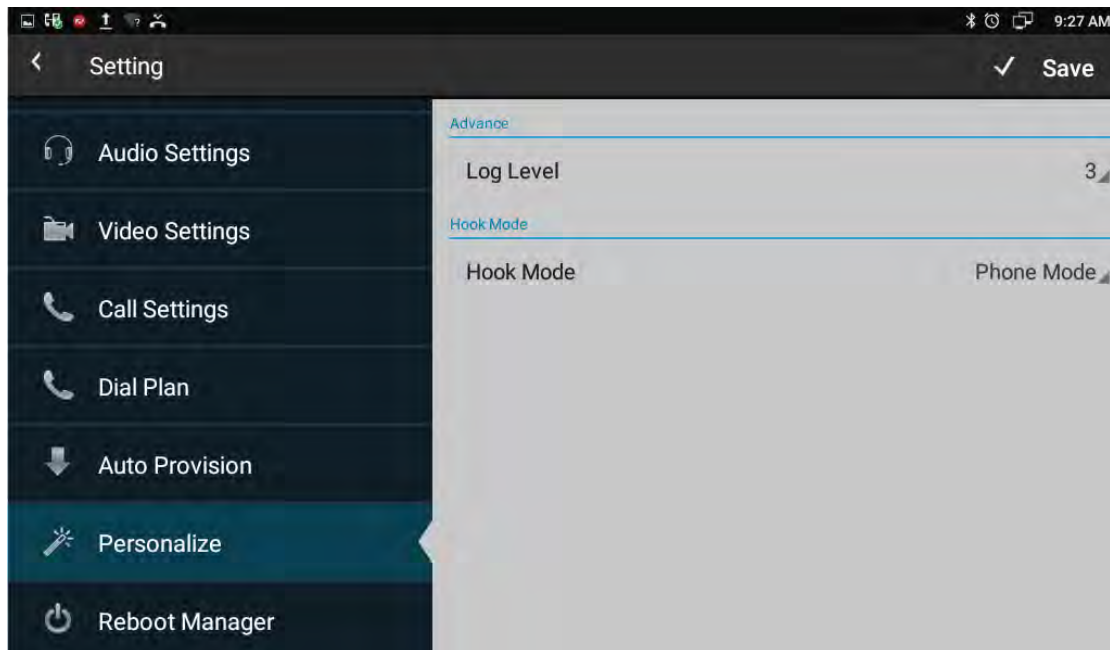 9:27 AM
Setting
Save
Audio Settings
Video Settings
Call Settings
Dial Plan
Auto Provision
Personalize
Reboot Manager
Advance
Log Level 3
Hook Mode
Hook Mode Phone Mode